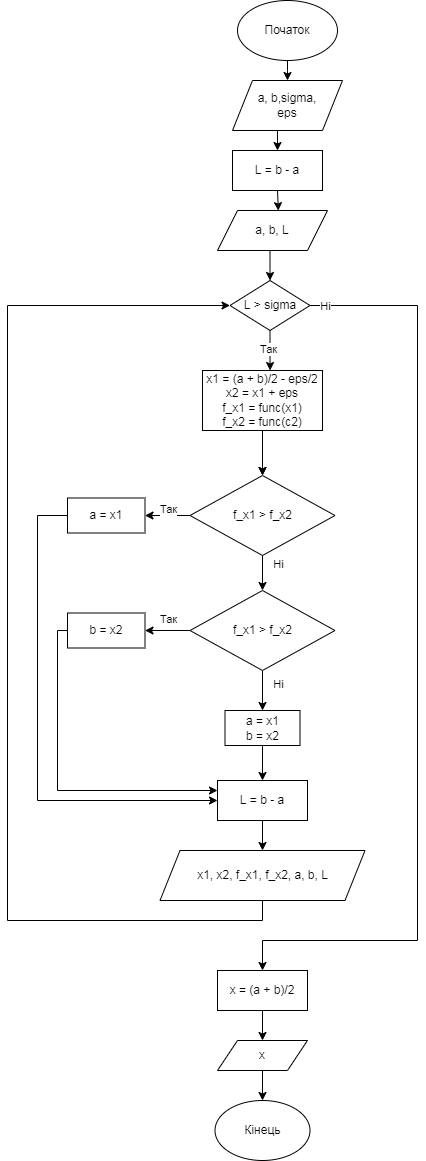 Початок
a, b,sigma,
eps
L = b - a
a, b, L
L > sigma
Ні
Так
x1 = (a + b)/2 - eps/2
x2 = x1 + eps
f_x1 = func(x1)
f_x2 = func(c2)
a = x1
Так
f_x1 > f_x2
Ні
b = x2
Так
f_x1 > f_x2
Ні
a = x1
b = x2
L = b - a
x1, x2, f_x1, f_x2, a, b, L
x = (a + b)/2
x
Кінець